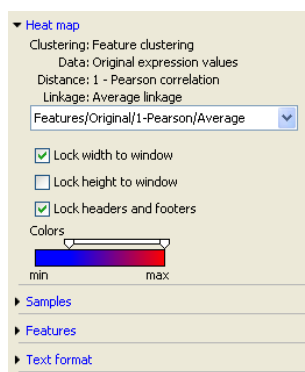 Heat map
Clustering: Feature clustering
Data: Original expression values
Distance: 1 - Pearson correlation
Linkage: Average linkage
Features/Original/1-Pearson/Average
Lock width to window
Lock height to window
Lock headers and footers
Colors
min max
Samples
Features
Text format